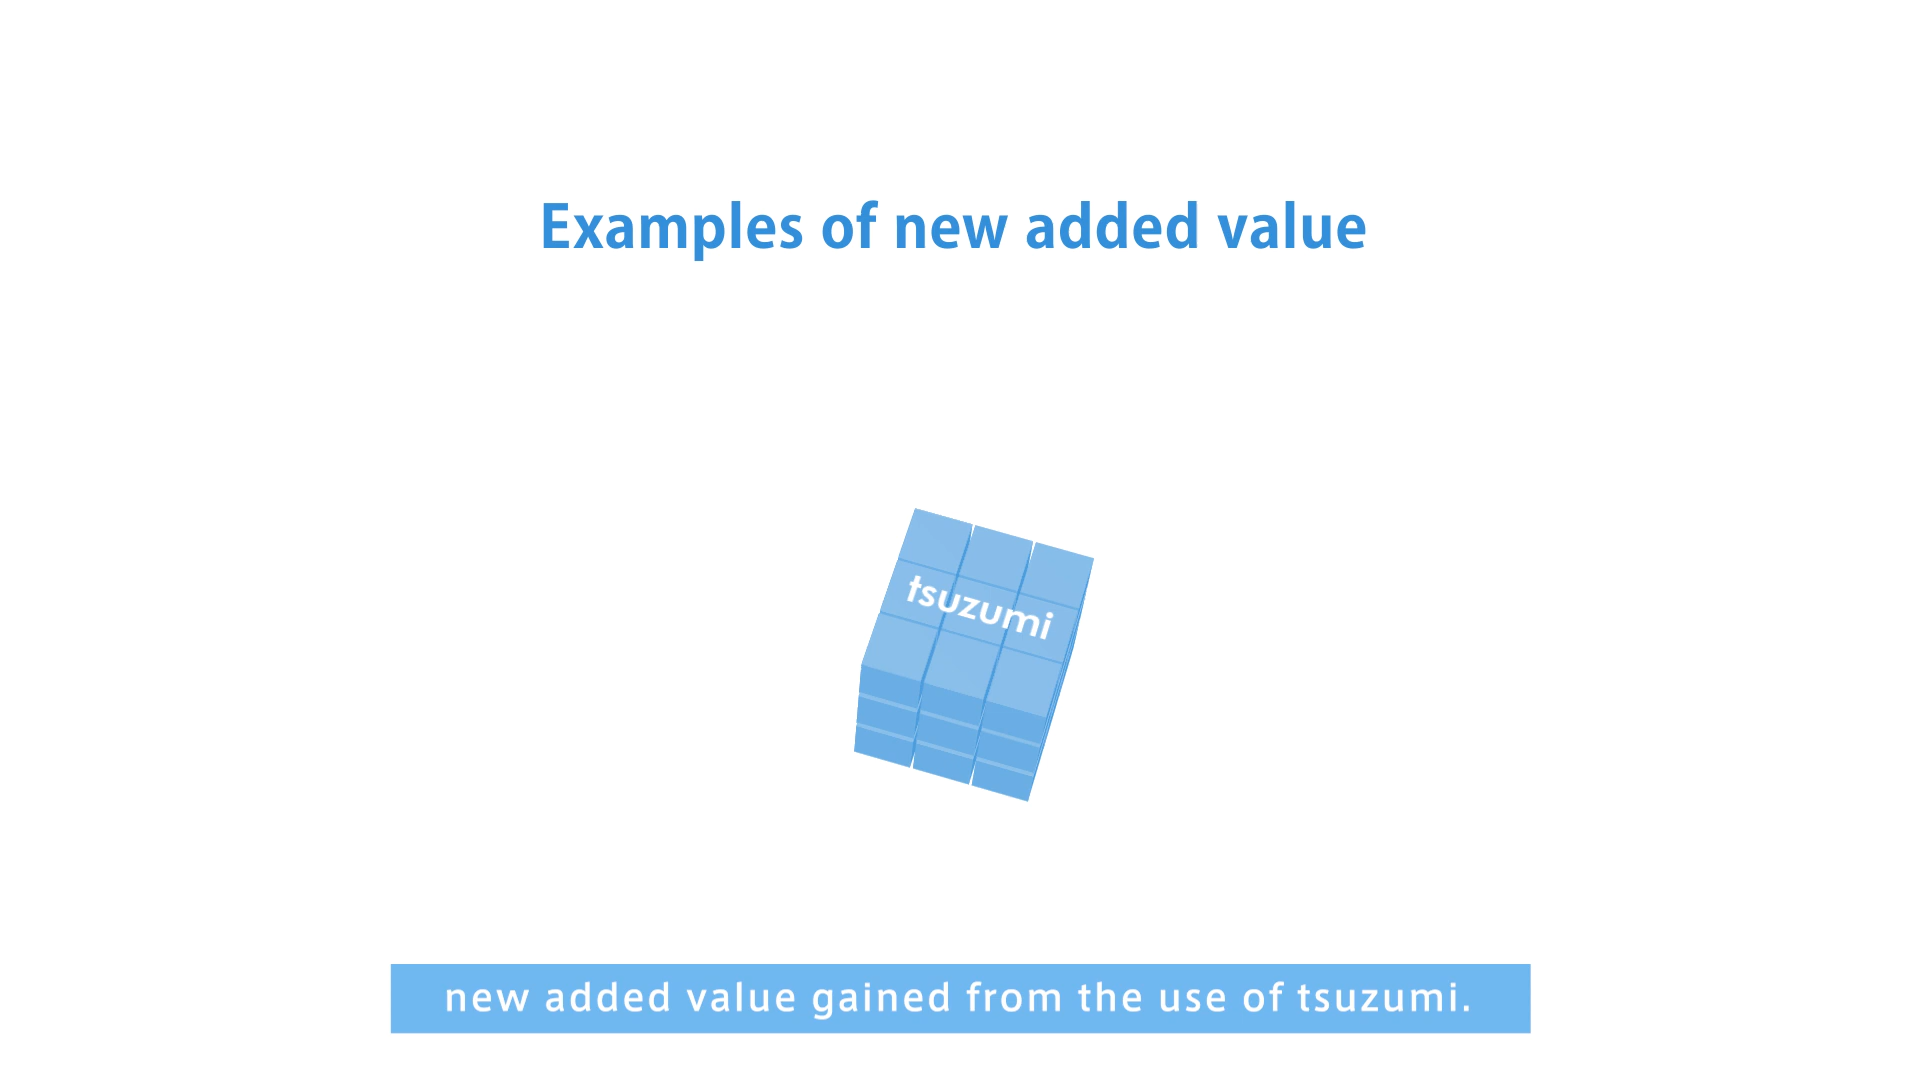 Examples of new added value
tsuzumi
new added value gained from the use of tsuzumi.